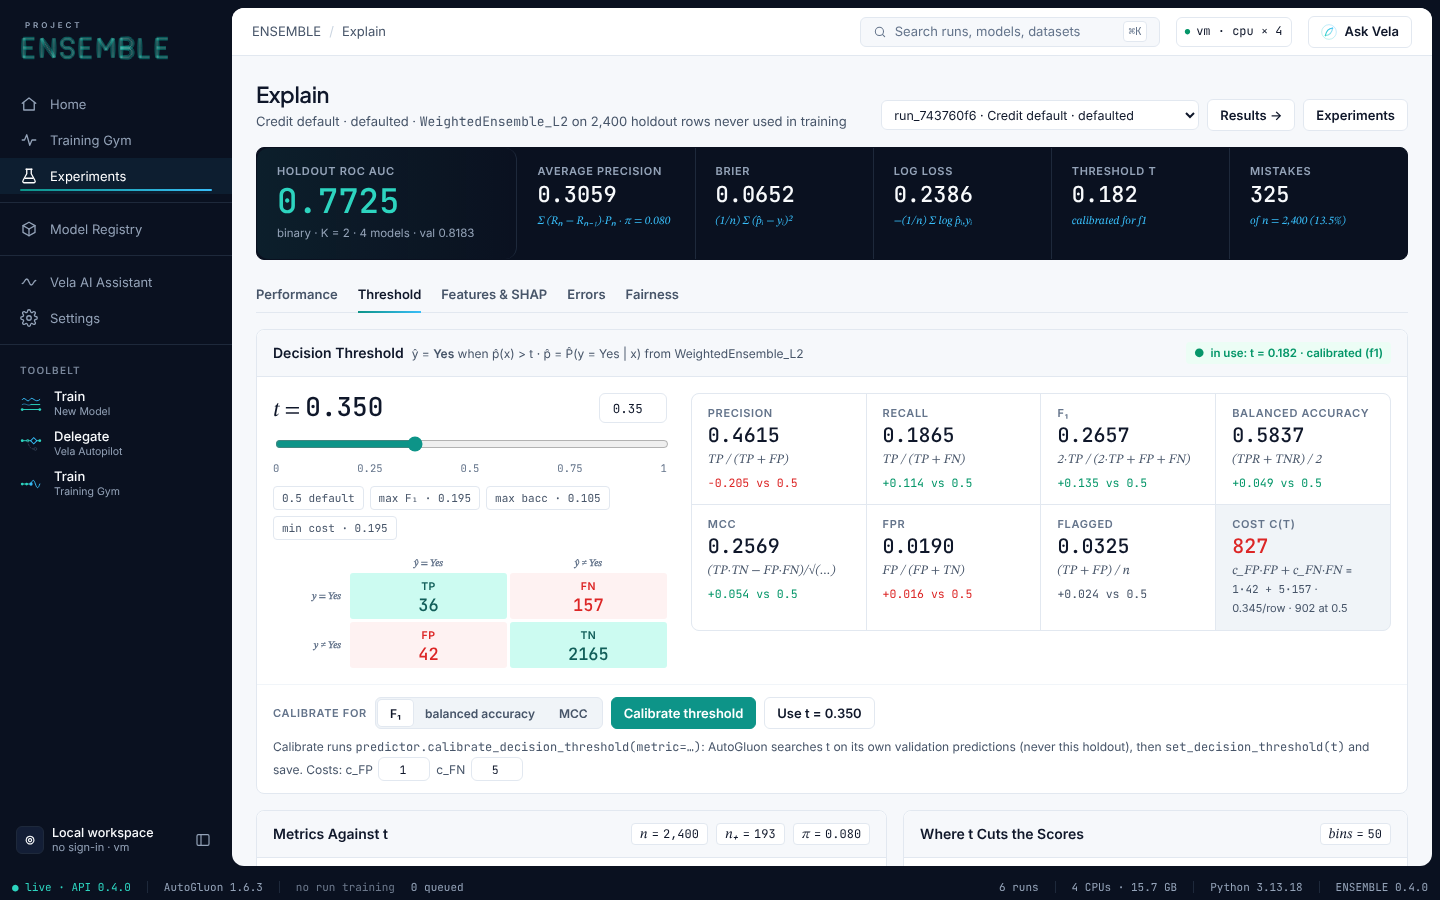 PROJECT
ENSEMBLE
Home
Training Gym
Experiments
Model Registry
Vela AI Assistant
Settings
TOOLBELT
Train
New Model
Delegate
Vela Autopilot
Train
Training Gym
Local workspace
no sign-in · vm
ENSEMBLE / Explain
Search runs, models, datasets ⌘K
vm · cpu × 4
Ask Vela
Explain
Credit default · defaulted · WeightedEnsemble_L2 on 2,400 holdout rows never used in training
run_743760f6 · Credit default · defaulted
Results →
Experiments
HOLDOUT ROC AUC
0.7725
binary · K = 2 · 4 models · val 0.8183
AVERAGE PRECISION
0.3059
Σ (Rₙ − Rₙ₋₁)·Pₙ · π = 0.080
BRIER
0.0652
(1/n) Σ (p̂ᵢ − yᵢ)²
LOG LOSS
0.2386
−(1/n) Σ log p̂ᵢ,yᵢ
THRESHOLD T
0.182
calibrated for f1
MISTAKES
325
of n = 2,400 (13.5%)
Performance
Threshold
Features & SHAP
Errors
Fairness
Decision Threshold ŷ = Yes when p̂(x) > t · p̂ = P̂(y = Yes | x) from WeightedEnsemble_L2
in use: t = 0.182 · calibrated (f1)
t = 0.350
0.35
0 0.25 0.5 0.75 1
0.5 default
max F₁ · 0.195
max bacc · 0.105
min cost · 0.195
ŷ = Yes ŷ ≠ Yes
y = Yes
TP
36
FN
157
y ≠ Yes
FP
42
TN
2165
PRECISION
0.4615
TP / (TP + FP)
-0.205 vs 0.5
RECALL
0.1865
TP / (TP + FN)
+0.114 vs 0.5
F₁
0.2657
2·TP / (2·TP + FP + FN)
+0.135 vs 0.5
BALANCED ACCURACY
0.5837
(TPR + TNR) / 2
+0.049 vs 0.5
MCC
0.2569
(TP·TN − FP·FN)/√(…)
+0.054 vs 0.5
FPR
0.0190
FP / (FP + TN)
+0.016 vs 0.5
FLAGGED
0.0325
(TP + FP) / n
+0.024 vs 0.5
COST C(T)
827
c_FP·FP + c_FN·FN =
1·42 + 5·157 ·
0.345/row · 902 at 0.5
CALIBRATE FOR
F₁
balanced accuracy
MCC
Calibrate threshold
Use t = 0.350
Calibrate runs predictor.calibrate_decision_threshold(metric=…): AutoGluon searches t on its own validation predictions (never this holdout), then set_decision_threshold(t) and
save. Costs: c_FP 1 c_FN 5
Metrics Against t
n = 2,400
n₊ = 193
π = 0.080
Where t Cuts the Scores
bins = 50
live · API 0.4.0
AutoGluon 1.6.3
no run training
0 queued
6 runs
4 CPUs · 15.7 GB
Python 3.13.18
ENSEMBLE 0.4.0